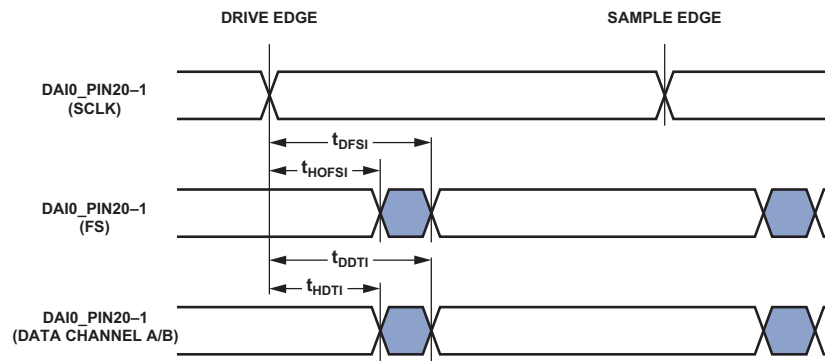 DRIVE EDGE
SAMPLE EDGE
DAI0_PIN20–1
(SCLK)
tDFSI
tHOFSI
DAI0_PIN20–1
(FS)
tDDTI
tHDTI
DAI0_PIN20–1
(DATA CHANNEL A/B)